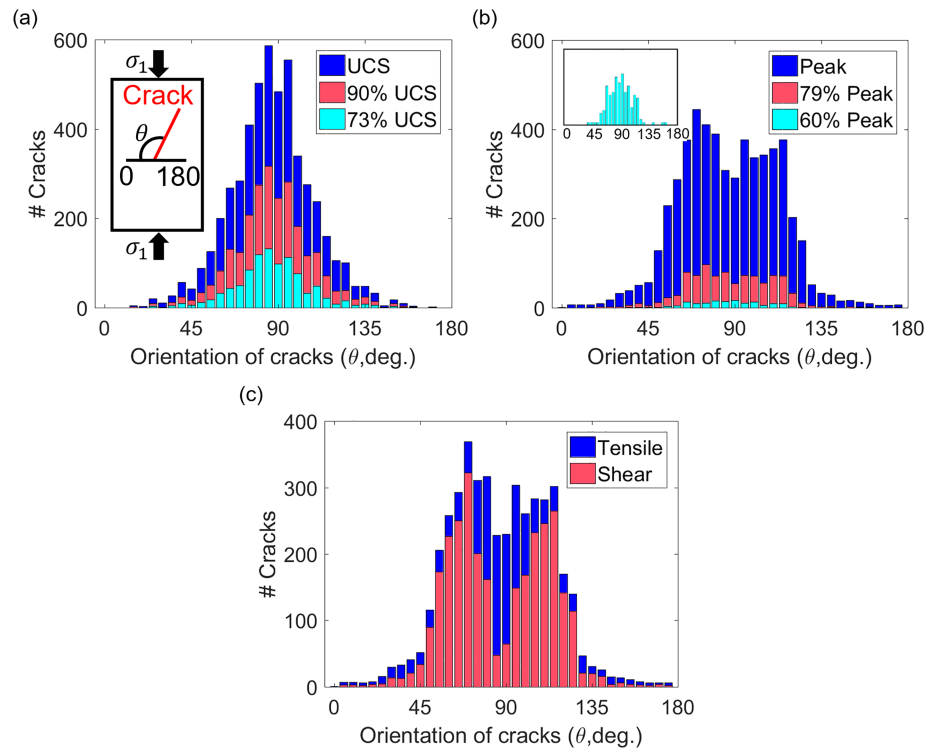 (a)
600
400
200
0
# Cracks
σ1
Crack
θ
0 180
σ1
UCS
90% UCS
73% UCS
0 45 90 135 180
Orientation of cracks (θ,deg.)
(b)
600
400
200
0
# Cracks
0 45 90 135 180
Peak
79% Peak
60% Peak
0 45 90 135 180
Orientation of cracks (θ,deg.)
(c)
400
300
200
100
0
# Cracks
Tensile
Shear
0 45 90 135 180
Orientation of cracks (θ,deg.)